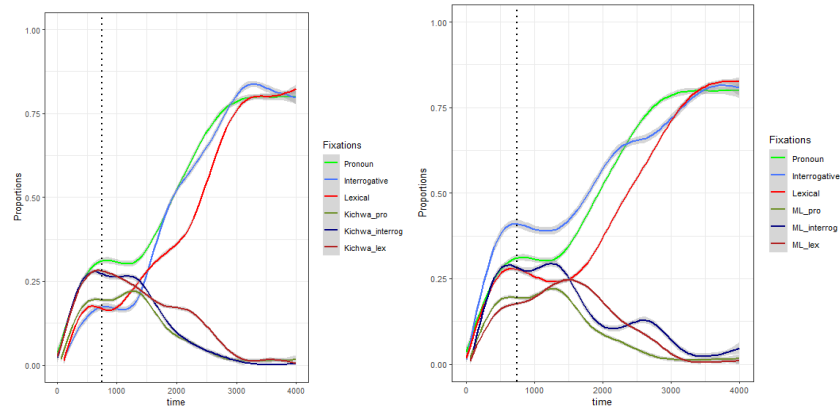 1.00
0.75
0.50
0.25
0.00
Proportions
0 1000 2000 3000 4000
time
Fixations
Pronoun
Interrogative
Lexical
Kichwa_pro
Kichwa_interrog
Kichwa_lex
1.00
0.75
0.50
0.25
0.00
Proportions
0 1000 2000 3000 4000
time
Fixations
Pronoun
Interrogative
Lexical
ML_pro
ML_interrog
ML_lex